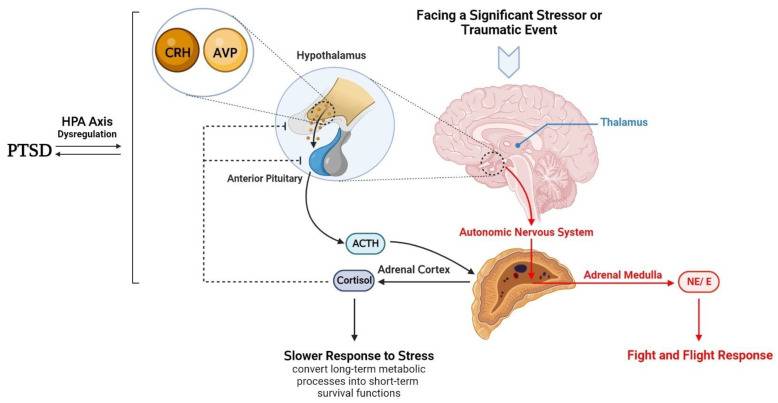 Facing a Significant Stressor or
Traumatic Event
CRH
AVP
Hypothalamus
HPA Axis
Dysregulation
PTSD
Thalamus
Anterior Pituitary
Autonomic Nervous System
ACTH
Adrenal Cortex
Cortisol
Adrenal Medulla
NE/ E
Slower Response to Stress
convert long-term metabolic
processes into short-term
survival functions
Fight and Flight Response